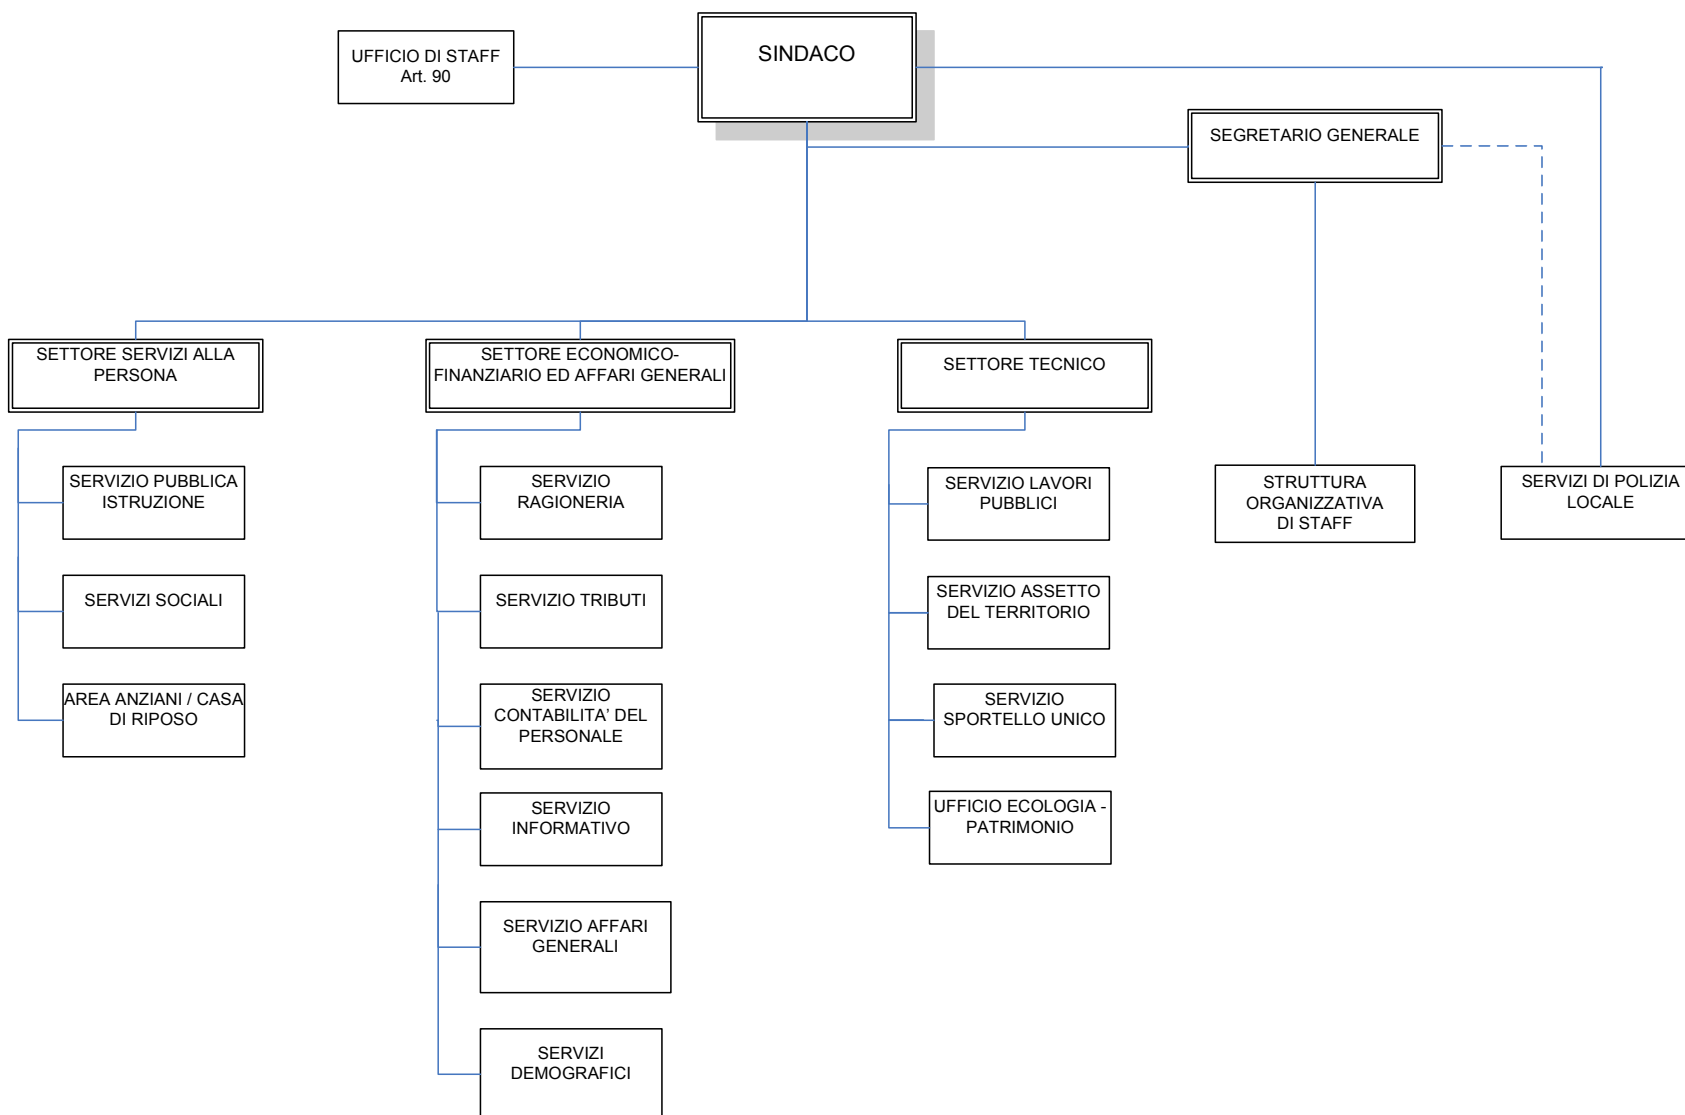 UFFICIO DI STAFF
Art. 90
SINDACO
SEGRETARIO GENERALE
SETTORE SERVIZI ALLA
PERSONA
SETTORE ECONOMICO-
FINANZIARIO ED AFFARI GENERALI
SETTORE TECNICO
SERVIZIO PUBBLICA
ISTRUZIONE
SERVIZI SOCIALI
AREA ANZIANI / CASA
DI RIPOSO
SERVIZIO
RAGIONERIA
SERVIZIO TRIBUTI
SERVIZIO
CONTABILITA’ DEL
PERSONALE
SERVIZIO
INFORMATIVO
SERVIZIO AFFARI
GENERALI
SERVIZI
DEMOGRAFICI
SERVIZIO LAVORI
PUBBLICI
SERVIZIO ASSETTO
DEL TERRITORIO
SERVIZIO
SPORTELLO UNICO
UFFICIO ECOLOGIA -
PATRIMONIO
STRUTTURA
ORGANIZZATIVA
DI STAFF
SERVIZI DI POLIZIA
LOCALE